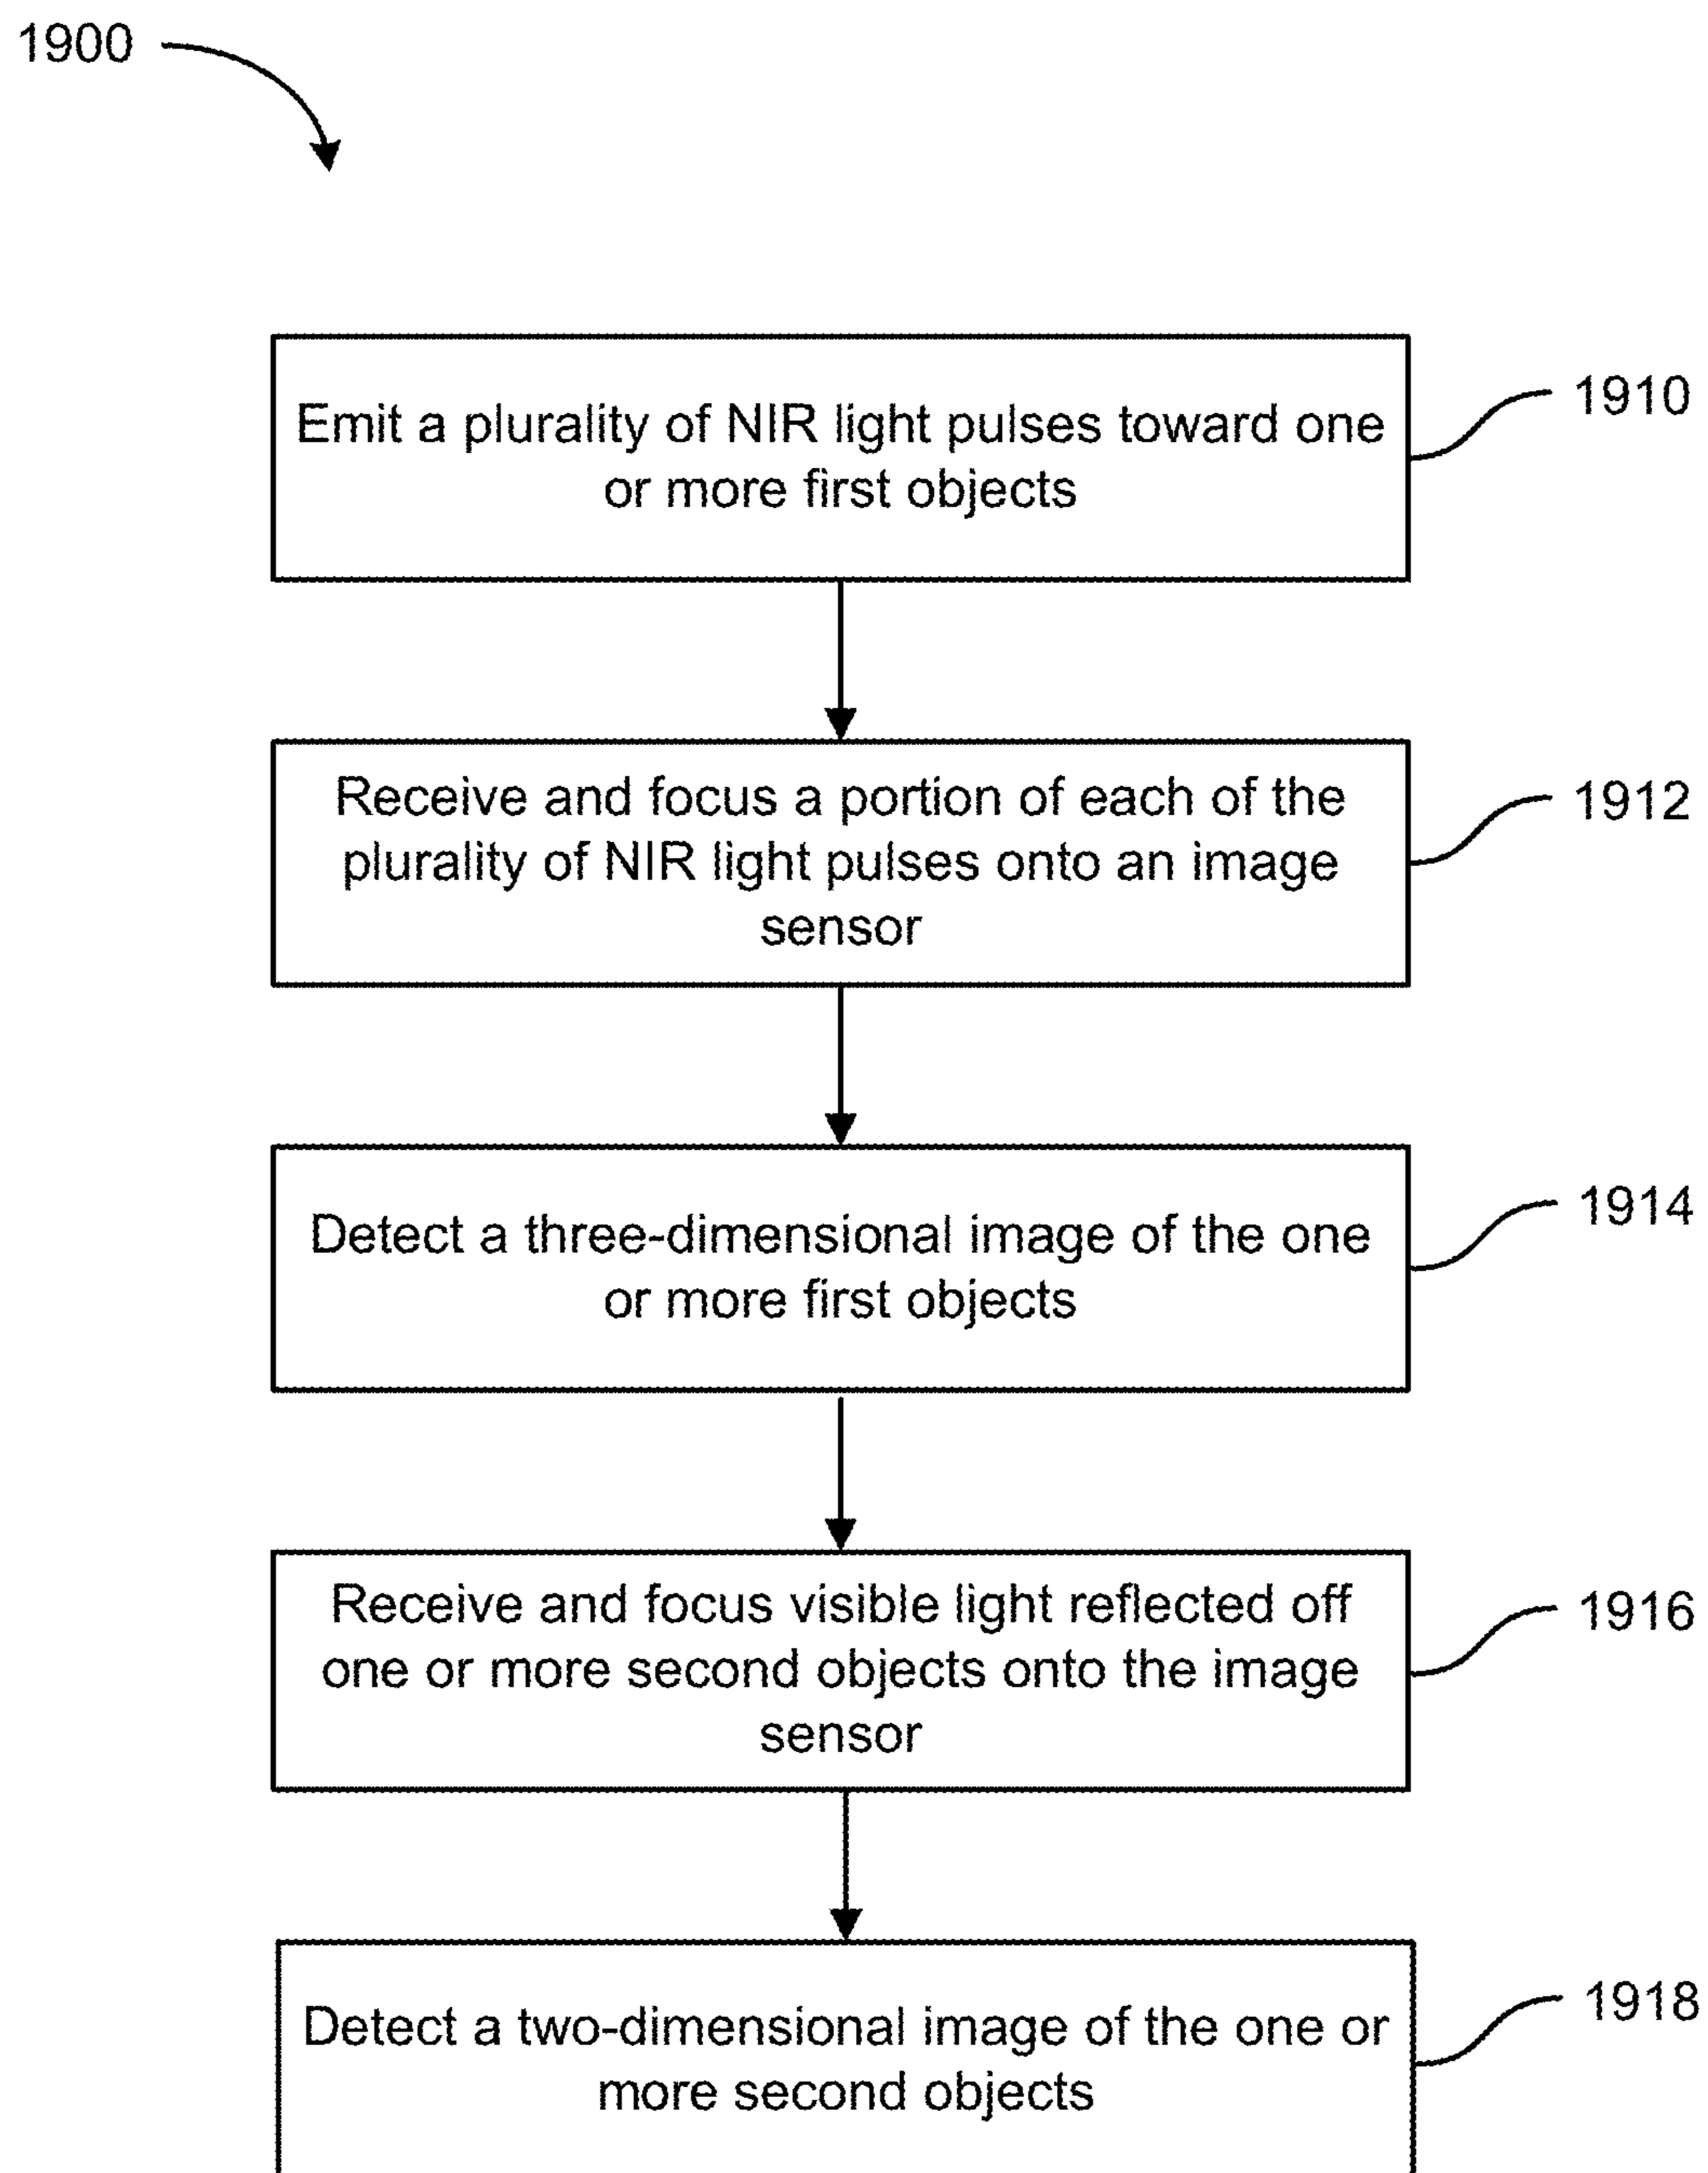 1900
Emit a plurality of NIR light pulses toward one
or more first objects
1910
Receive and focus a portion of each of the
plurality of NIR light pulses onto an image
sensor
1912
Detect a three-dimensional image of the one
or more first objects
1914
Receive and focus visible light reflected off
one or more second objects onto the image
sensor
1916
Detect a two-dimensional image of the one or
more second objects
1918